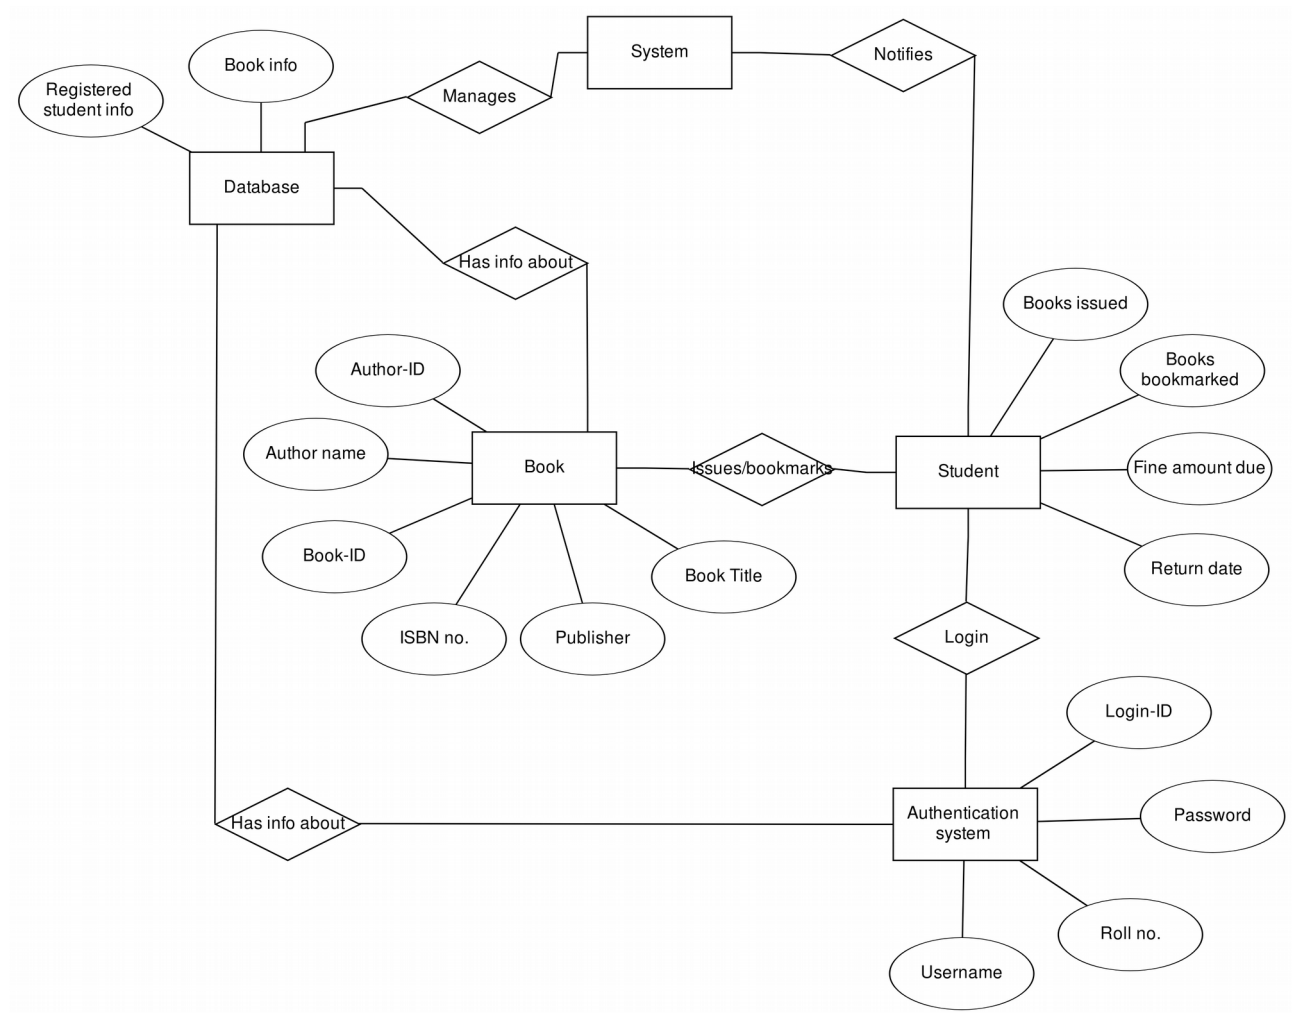 System
Notifies
Book info
Manages
Registered
student info
Database
Has info about
Books issued
Author-ID
Books
bookmarked
Author name
Book
Issues/bookmarks
Student
Fine amount due
Book-ID
Book Title
Return date
ISBN no.
Publisher
Login
Login-ID
Password
Has info about
Authentication
system
Roll no.
Username